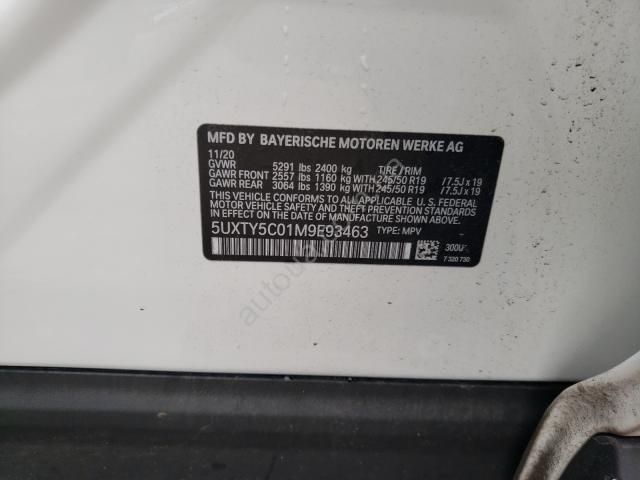 MFD BY BAYERISCHE MOTOREN WERKE AG
11/20
GVWR 5291 lbs 2400 kg TIRE / RIM
GAWR FRONT 2557 lbs 1160 kg WITH 245/50 R19 / 7.5J x 19
GAWR REAR 3064 lbs 1390 kg WITH 245/50 R19 / 7.5J x 19
THIS VEHICLE CONFORMS TO ALL APPLICABLE U. S. FEDERAL
MOTOR VEHICLE SAFETY, BUMPER, AND THEFT PREVENTION
STANDARDS IN EFFECT ON THE DATE OF MANUFACTURE SHOWN ABOVE.
5UXTY5C01M9E93463 TYPE: MPV
300U
7 320 730